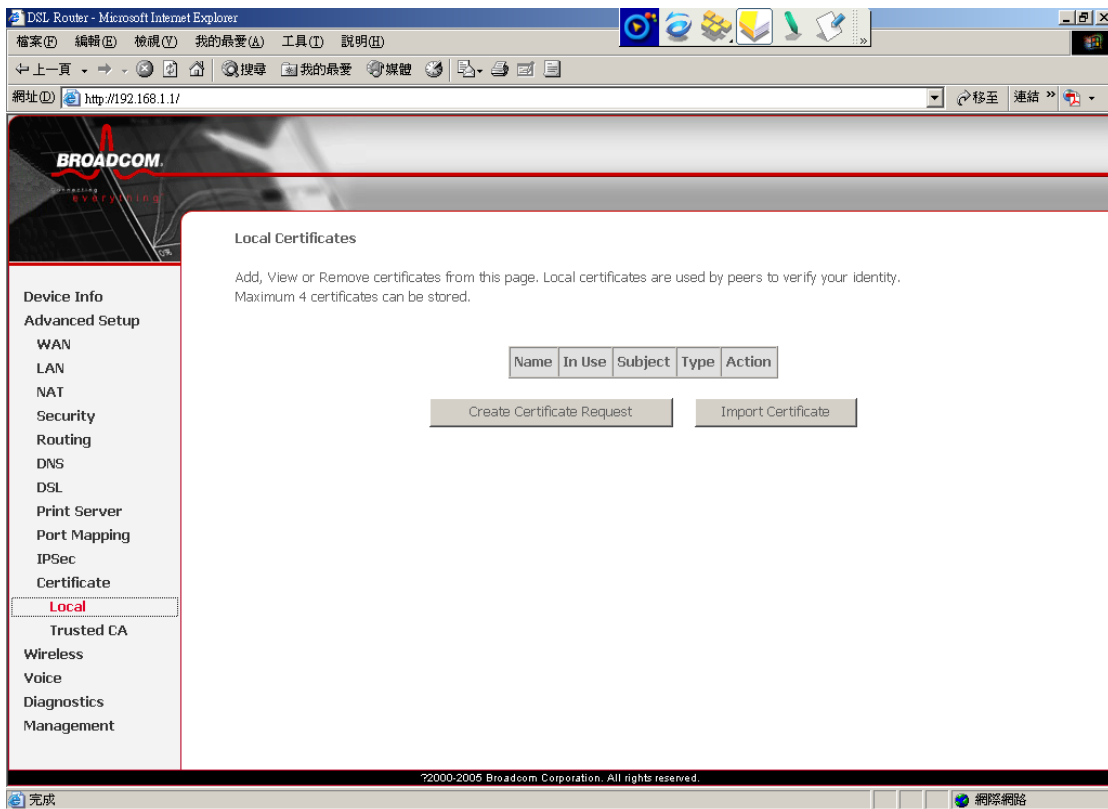 DSL Router - Microsoft Internet Explorer
檔案(F) 編輯(E) 檢視(V) 我的最愛(A) 工具(T) 說明(H)
上一頁 搜尋 我的最愛 媒體
網址(D) http://192.168.1.1/ 移至 連結 »
BROADCOM.
Connecting
everything
Local Certificates
Add, View or Remove certificates from this page. Local certificates are used by peers to verify your identity.
Maximum 4 certificates can be stored.
Name In Use Subject Type Action
Create Certificate Request Import Certificate
Device Info
Advanced Setup
WAN
LAN
NAT
Security
Routing
DNS
DSL
Print Server
Port Mapping
IPSec
Certificate
Local
Trusted CA
Wireless
Voice
Diagnostics
Management
?2000-2005 Broadcom Corporation. All rights reserved.
完成 網際網路